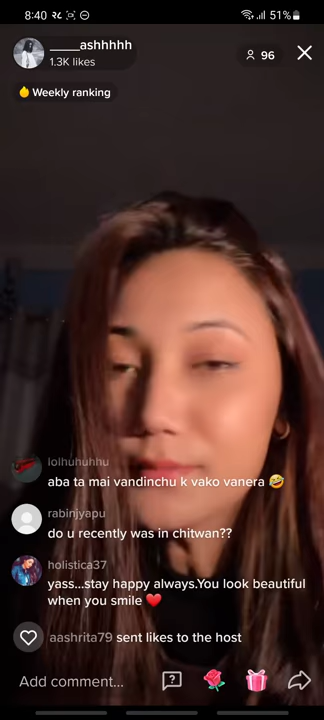 8:40 २८ 51%
_____ashhhhh
1.3K likes
96
Weekly ranking
lolhuhuhhu
aba ta mai vandinchu k vako vanera 🤣
rabinjyapu
do u recently was in chitwan??
holistica37
yass...stay happy always.You look beautiful
when you smile ❤️
aashrita79 sent likes to the host
Add comment...